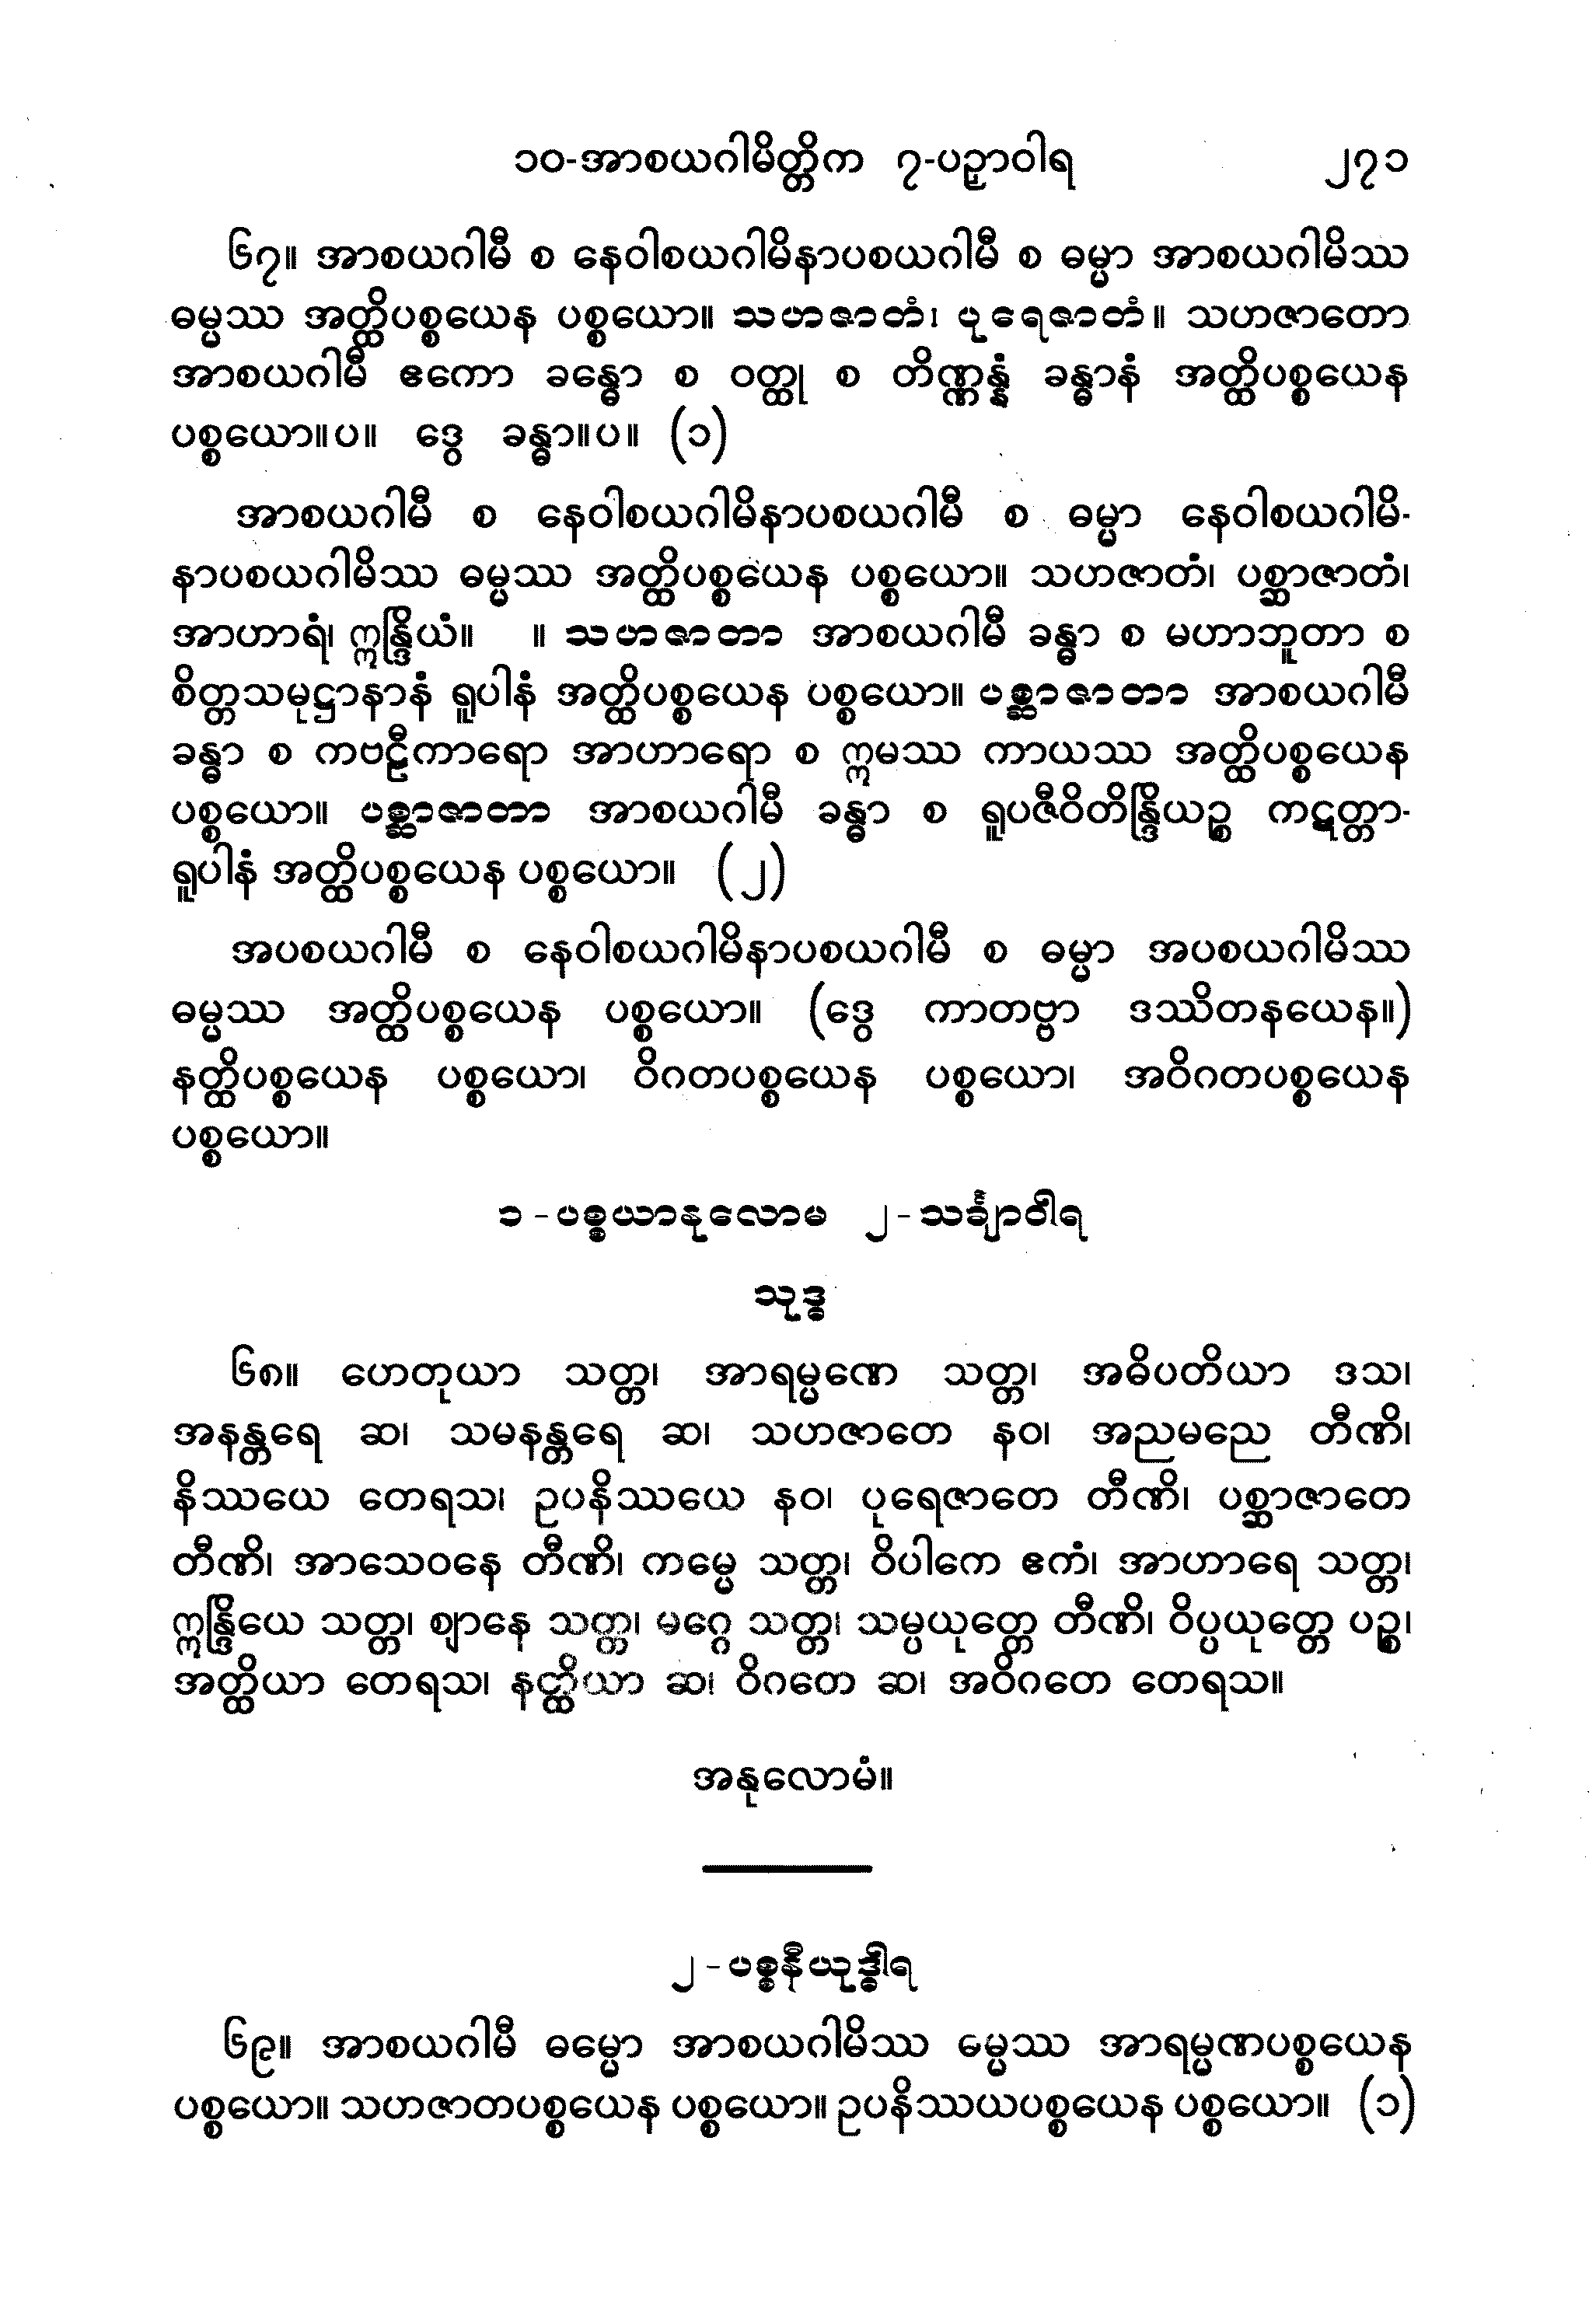 ၁၀-အာစယဂါမိတ္တိက ၇-ပဉှာဝါရ ၂၇၁
၆၇။ အာစယဂါမီ စ နေဝါစယဂါမိနာပစယဂါမီ စ ဓမ္မာ အာစယဂါမိဿ
ဓမ္မဿ အတ္ထိပစ္စယေန ပစ္စယော။ သဟဇာတံ၊ ပုရေဇာတံ။ သဟဇာတော
အာစယဂါမီ ဧကော ခန္ဓော စ ဝတ္ထု စ တိဏ္ဏန္နံ ခန္ဓာနံ အတ္ထိပစ္စယေန
ပစ္စယော။ပ။ ဒွေ ခန္ဓာ။ပ။ (၁)
အာစယဂါမီ စ နေဝါစယဂါမိနာပစယဂါမီ စ ဓမ္မာ နေဝါစယဂါမိ-
နာပစယဂါမိဿ ဓမ္မဿ အတ္ထိပစ္စယေန ပစ္စယော။ သဟဇာတံ၊ ပစ္ဆာဇာတံ၊
အာဟာရံ၊ ဣန္ဒြိယံ။ ။ သဟဇာတာ အာစယဂါမီ ခန္ဓာ စ မဟာဘူတာ စ
စိတ္တသမုဋ္ဌာနာနံ ရူပါနံ အတ္ထိပစ္စယေန ပစ္စယော။ ပစ္ဆာဇာတာ အာစယဂါမီ
ခန္ဓာ စ ကဗဠီကာရော အာဟာရော စ ဣမဿ ကာယဿ အတ္ထိပစ္စယေန
ပစ္စယော။ ပစ္ဆာဇာတာ အာစယဂါမီ ခန္ဓာ စ ရူပဇီဝိတိန္ဒြိယဉ္စ ကဋတ္တာ-
ရူပါနံ အတ္ထိပစ္စယေန ပစ္စယော။ (၂)
အပစယဂါမီ စ နေဝါစယဂါမိနာပစယဂါမီ စ ဓမ္မာ အပစယဂါမိဿ
ဓမ္မဿ အတ္ထိပစ္စယေန ပစ္စယော။ (ဒွေ ကာတဗ္ဗာ ဒဿိတနယေန။)
နတ္ထိပစ္စယေန ပစ္စယော၊ ဝိဂတပစ္စယေန ပစ္စယော၊ အဝိဂတပစ္စယေန
ပစ္စယော။
၁-ပစ္စယာနုလောမ ၂-သင်္ချာဝါရ
သုဒ္ဓ
၆၈။ ဟေတုယာ သတ္တ၊ အာရမ္မဏေ သတ္တ၊ အဓိပတိယာ ဒသ၊
အနန္တရေ ဆ၊ သမနန္တရေ ဆ၊ သဟဇာတေ နဝ၊ အညမညေ တီဏိ၊
နိဿယေ တေရသ၊ ဥပနိဿယေ နဝ၊ ပုရေဇာတေ တီဏိ၊ ပစ္ဆာဇာတေ
တီဏိ၊ အာသေဝနေ တီဏိ၊ ကမ္မေ သတ္တ၊ ဝိပါကေ ဧကံ၊ အာဟာရေ သတ္တ၊
ဣန္ဒြိယေ သတ္တ၊ ဈာနေ သတ္တ၊ မဂ္ဂေ သတ္တ၊ သမ္ပယုတ္တေ တီဏိ၊ ဝိပ္ပယုတ္တေ ပဉ္စ၊
အတ္ထိယာ တေရသ၊ နတ္ထိယာ ဆ၊ ဝိဂတေ ဆ၊ အဝိဂတေ တေရသ။
အနုလောမံ။
၂-ပစ္စနီယုဒ္ဓါရ
၆၉။ အာစယဂါမီ ဓမ္မော အာစယဂါမိဿ ဓမ္မဿ အာရမ္မဏပစ္စယေန
ပစ္စယော။ သဟဇာတပစ္စယေန ပစ္စယော။ ဥပနိဿယပစ္စယေန ပစ္စယော။ (၁)